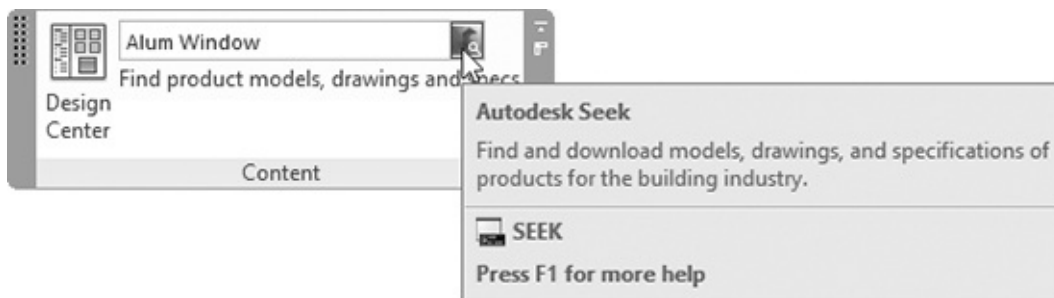 Alum Window
Find product models, drawings and specs
Design
Center
Content
Autodesk Seek
Find and download models, drawings, and specifications of
products for the building industry.
SEEK
Press F1 for more help